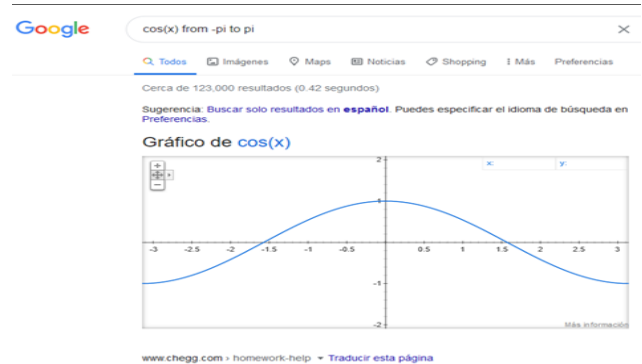 Google
cos(x) from -pi to pi
Todos Imágenes Maps Noticias Shopping Más Preferencias
Cerca de 123,000 resultados (0.42 segundos)
Sugerencia: Buscar solo resultados en español. Puedes especificar el idioma de búsqueda en
Preferencias.
Gráfico de cos(x)
x: y:
2
1
-3 -2.5 -2 -1.5 -1 -0.5 0.5 1 1.5 2 2.5 3
-1
-2
Más información
www.chegg.com › homework-help Traducir esta página